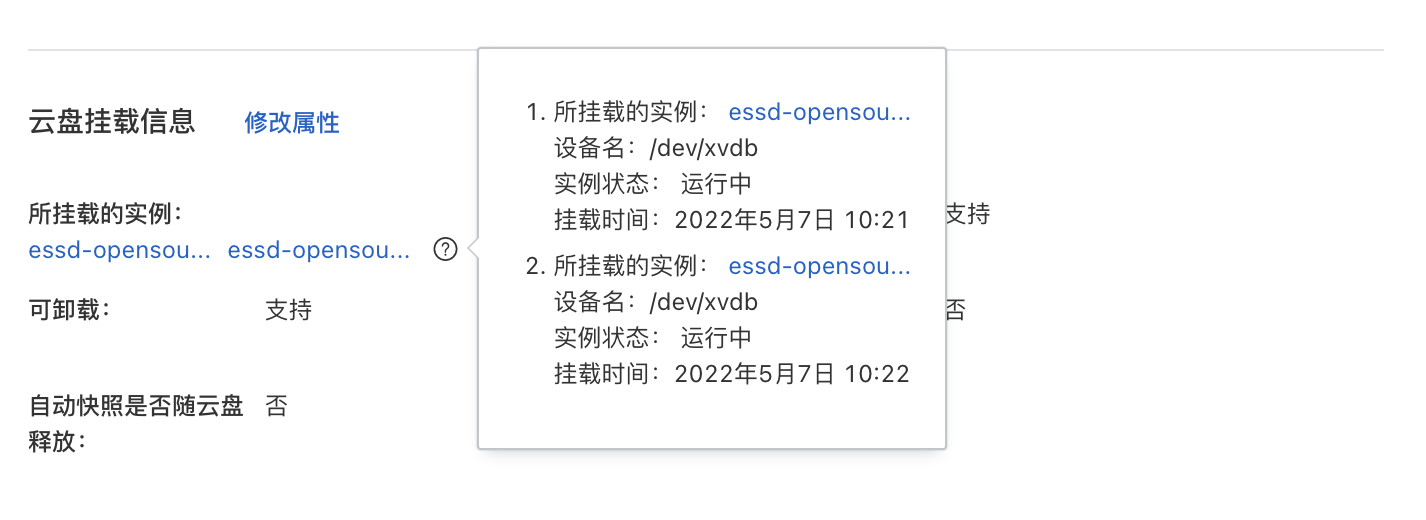 云盘挂载信息 修改属性
所挂载的实例：
essd-opensou... essd-opensou...
可卸载： 支持
自动快照是否随云盘 否
释放：
1. 所挂载的实例： essd-opensou...
设备名：/dev/xvdb
实例状态： 运行中
挂载时间：2022年5月7日 10:21
2. 所挂载的实例： essd-opensou...
设备名：/dev/xvdb
实例状态： 运行中
挂载时间：2022年5月7日 10:22
支持
否